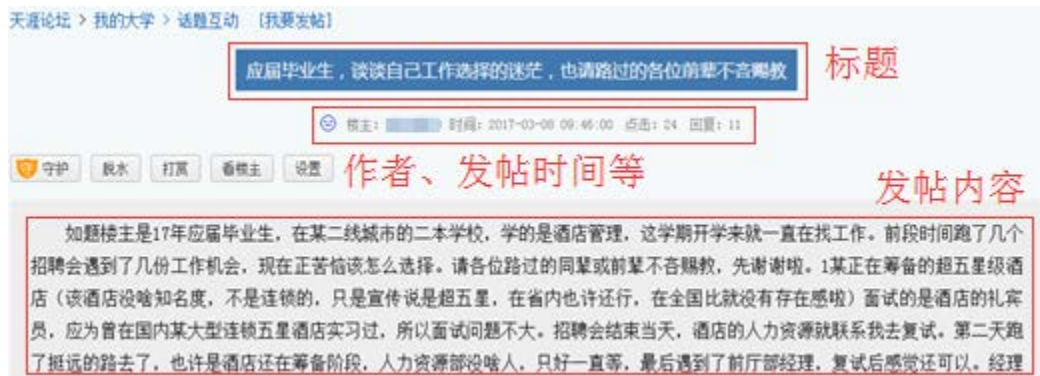 天涯论坛 > 我的大学 > 话题互动 [我要发帖]
应届毕业生，谈谈自己工作选择的迷茫，也请路过的各位前辈不吝赐教
标题
楼主: 时间: 2017-03-08 09:46:00 点击: 24 回复: 11
守护 脱水 打赏 看楼主 设置
作者、发帖时间等
发帖内容
如题楼主是17年应届毕业生，在某二线城市的二本学校，学的是酒店管理，这学期开学来就一直在找工作。前段时间跑了几个
招聘会遇到了几份工作机会，现在正苦恼该怎么选择。请各位路过的同辈或前辈不吝赐教，先谢谢啦。1某正在筹备的超五星级酒
店（该酒店没啥知名度，不是连锁的，只是宣传说是超五星，在省内也许还行，在全国比就没有存在感啦）面试的是酒店的礼宾
员，应为曾在国内某大型连锁五星酒店实习过，所以面试问题不大。招聘会结束当天，酒店的人力资源就联系我去复试。第二天跑
了挺远的路去了，也许是酒店还在筹备阶段，人力资源部没啥人，只好一直等，最后遇到了前厅部经理，复试后感觉还可以。经理